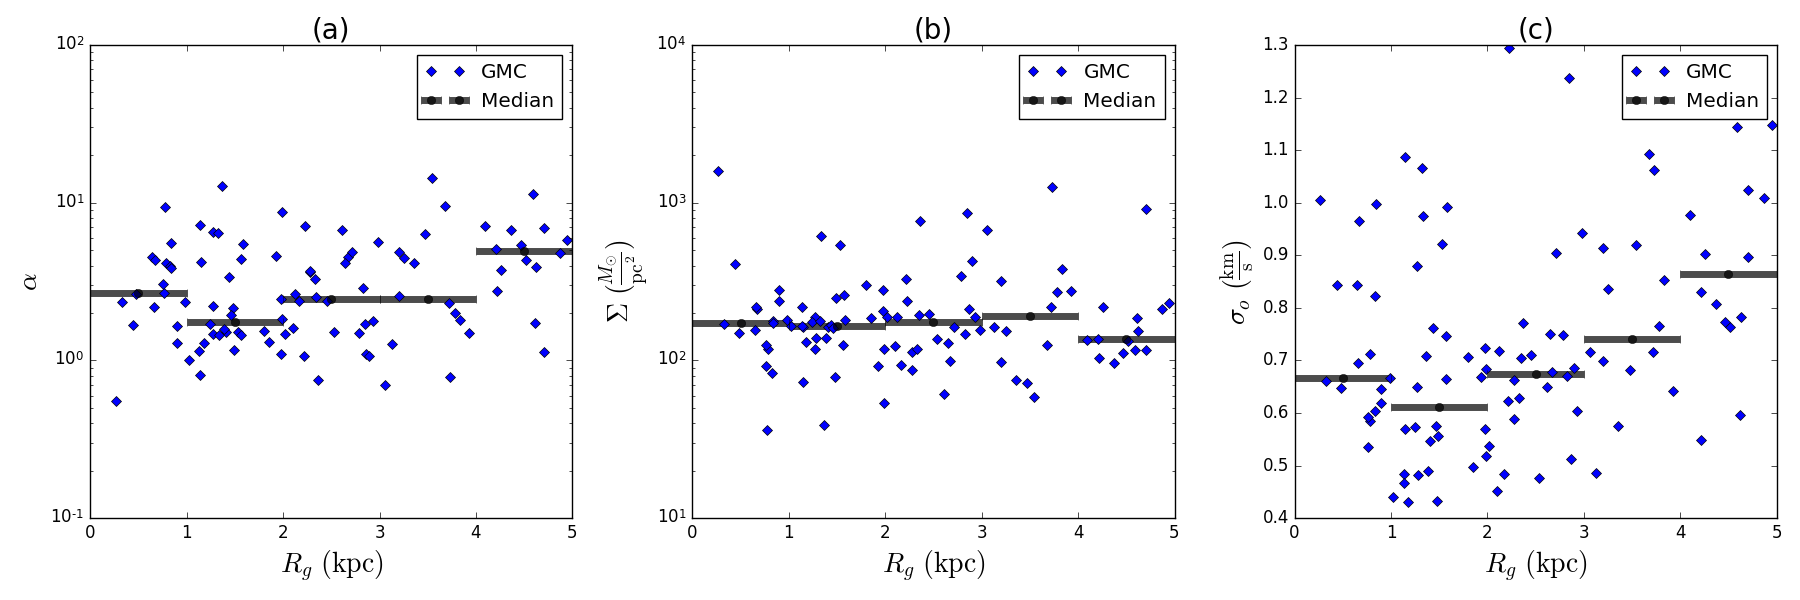 (a)
10²
10¹
10⁰
10⁻¹
α
GMC
Median
0 1 2 3 4 5
R_g (kpc)
(b)
10⁴
10³
10²
10¹
Σ (M_⊙/pc²)
GMC
Median
0 1 2 3 4 5
R_g (kpc)
(c)
1.3
1.2
1.1
1.0
0.9
0.8
0.7
0.6
0.5
0.4
σ_o (km/s)
GMC
Median
0 1 2 3 4 5
R_g (kpc)